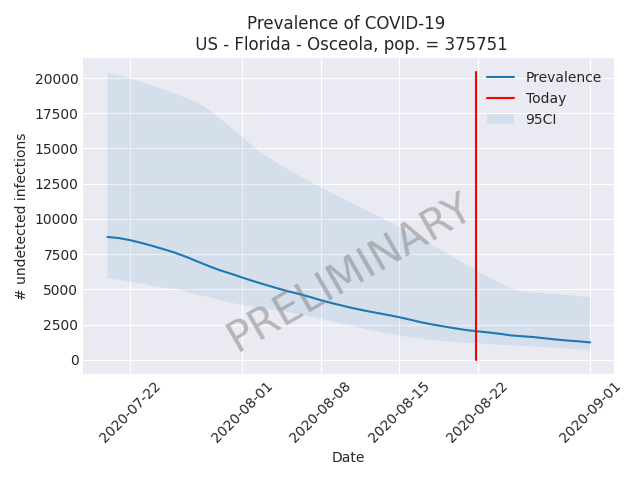 Prevalence of COVID-19
US - Florida - Osceola, pop. = 375751
# undetected infections
20000
17500
15000
12500
10000
7500
5000
2500
0
Prevalence
Today
95CI
PRELIMINARY
2020-07-22
2020-08-01
2020-08-08
2020-08-15
2020-08-22
2020-09-01
Date